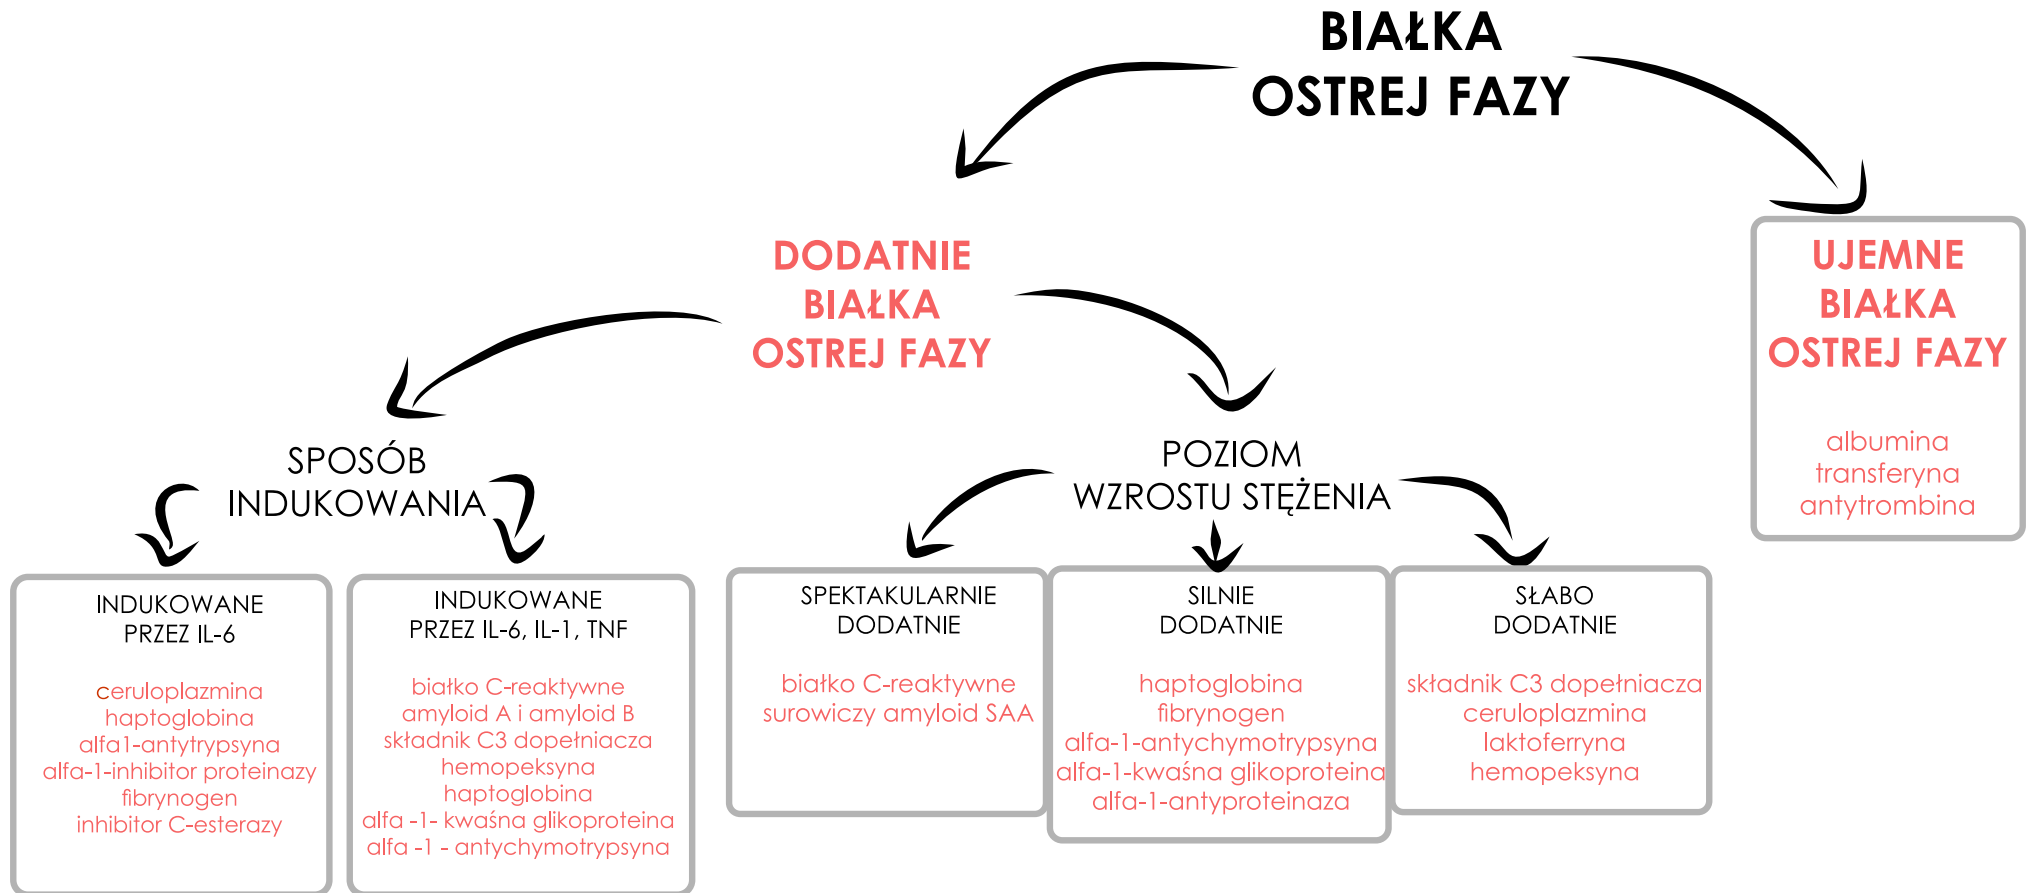 BIAŁKA
OSTREJ FAZY
DODATNIE
BIAŁKA
OSTREJ FAZY
UJEMNE
BIAŁKA
OSTREJ FAZY
albumina
transferyna
antytrombina
SPOSÓB
INDUKOWANIA
POZIOM
WZROSTU STĘŻENIA
INDUKOWANE
PRZEZ IL-6
ceruloplazmina
haptoglobina
alfa1-antytrypsyna
alfa-1-inhibitor proteinazy
fibrynogen
inhibitor C-esterazy
INDUKOWANE
PRZEZ IL-6, IL-1, TNF
białko C-reaktywne
amyloid A i amyloid B
składnik C3 dopełniacza
hemopeksyna
haptoglobina
alfa -1- kwaśna glikoproteina
alfa -1 - antychymotrypsyna
SPEKTAKULARNIE
DODATNIE
białko C-reaktywne
surowiczy amyloid SAA
SILNIE
DODATNIE
haptoglobina
fibrynogen
alfa-1-antychymotrypsyna
alfa-1-kwaśna glikoproteina
alfa-1-antyproteinaza
SŁABO
DODATNIE
składnik C3 dopełniacza
ceruloplazmina
laktoferryna
hemopeksyna